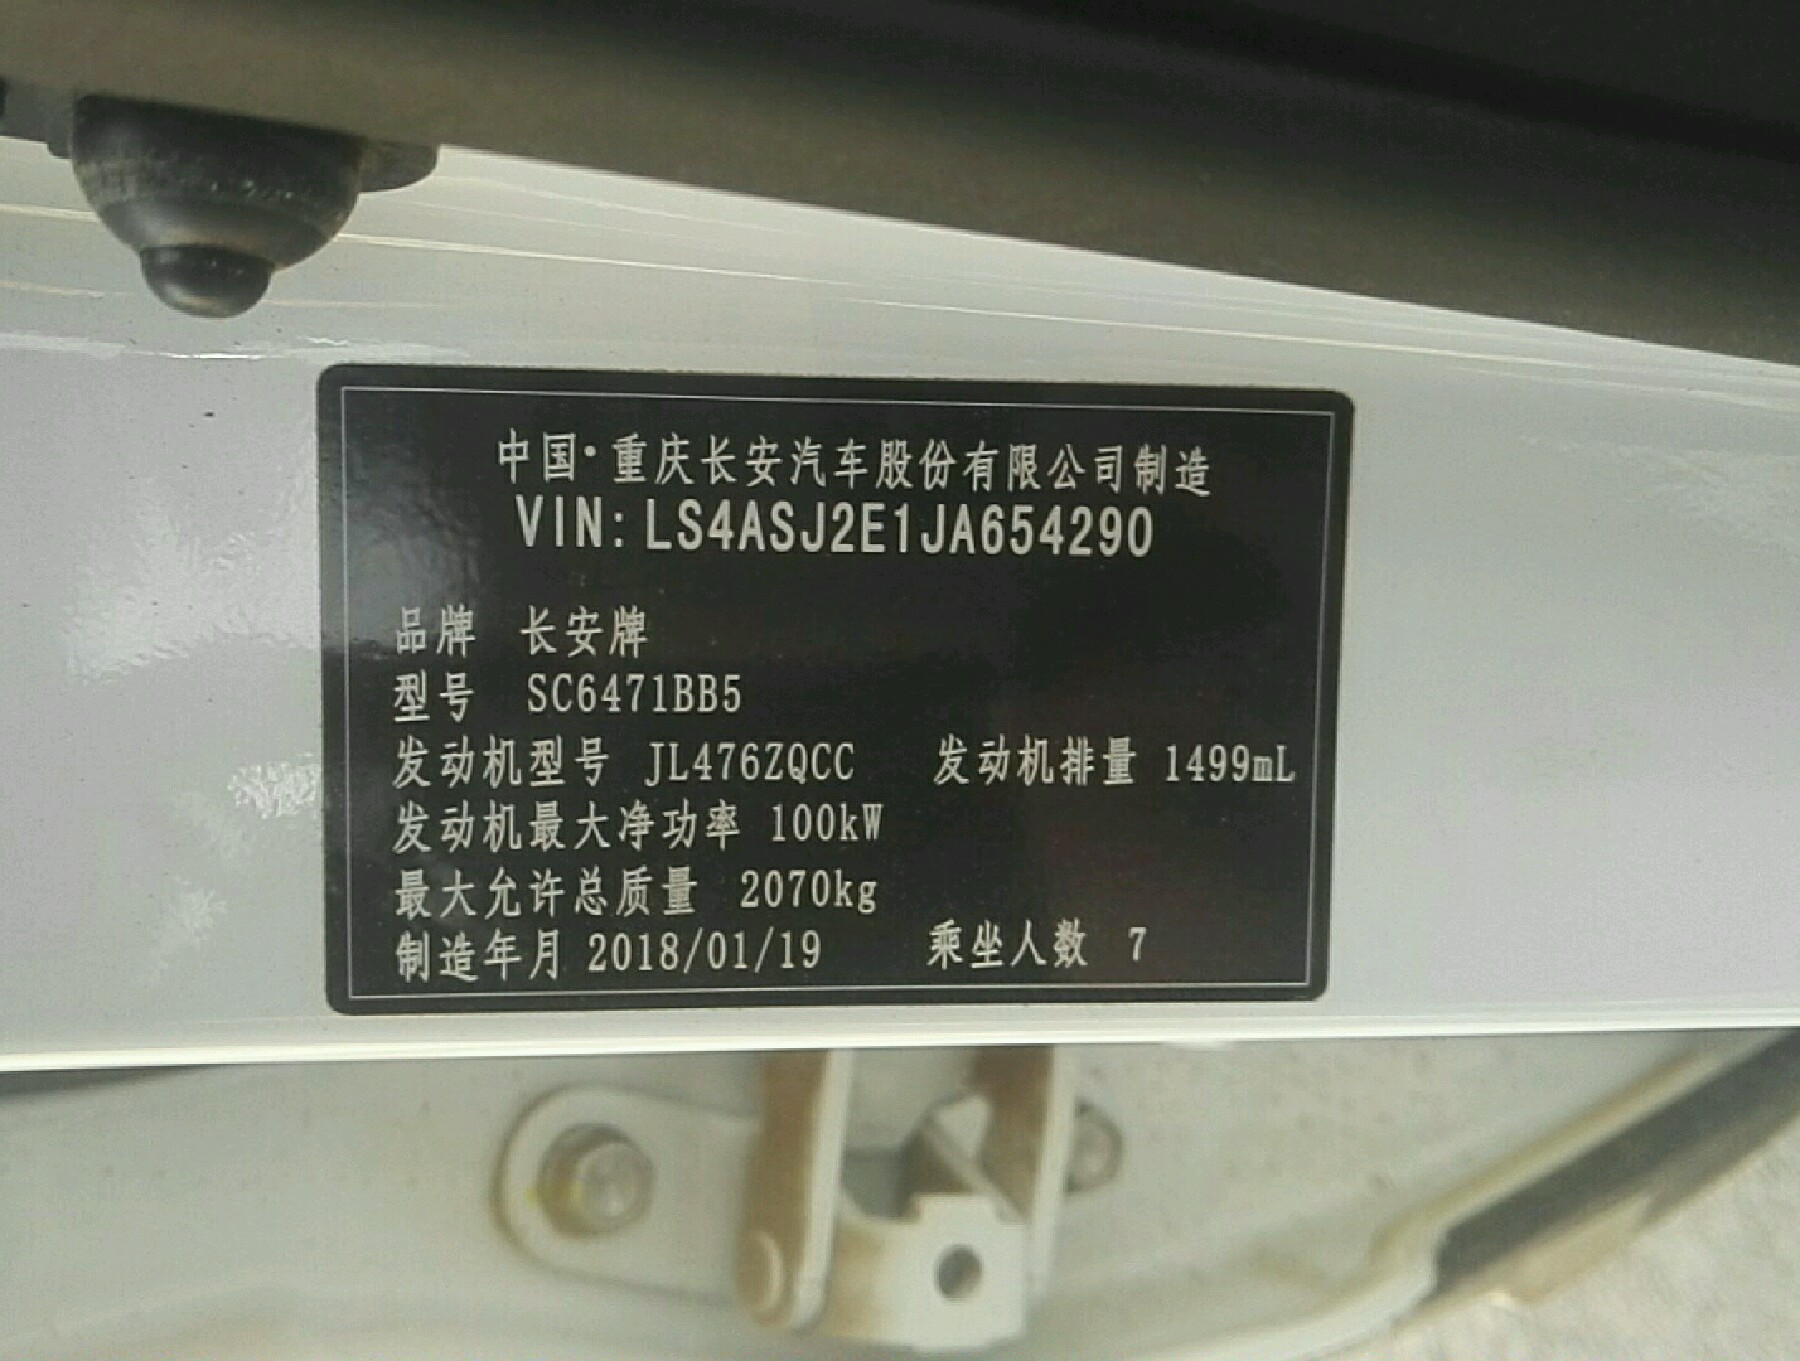 中国·重庆长安汽车股份有限公司制造
VIN: LS4ASJ2E1JA654290
品牌 长安牌
型号 SC6471BB5
发动机型号 JL476ZQCC 发动机排量 1499mL
发动机最大净功率 100kW
最大允许总质量 2070kg
制造年月 2018/01/19 乘坐人数 7